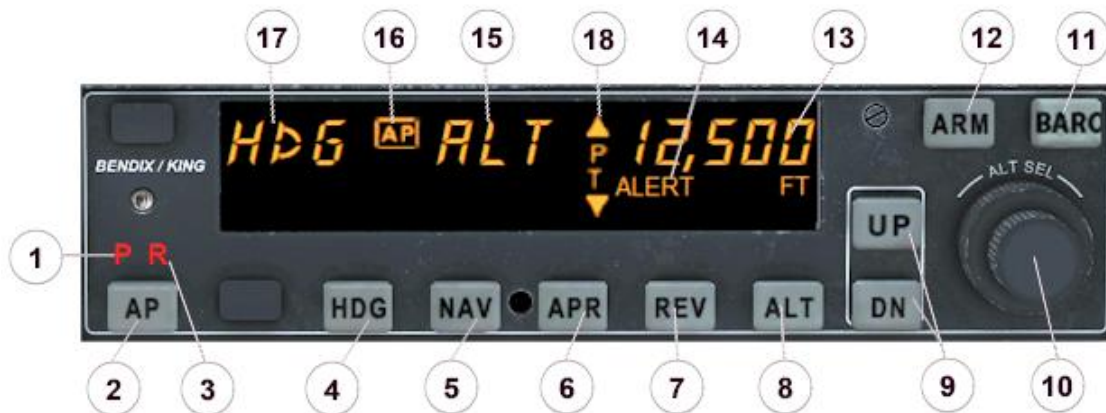 17 16 15 18 14 13 12 11
HDG AP ALT P 12,500
T ALERT FT
ARM BARO
BENDIX / KING
ALT SEL
UP
1 P R
AP HDG NAV APR REV ALT DN
2 3 4 5 6 7 8 9 10